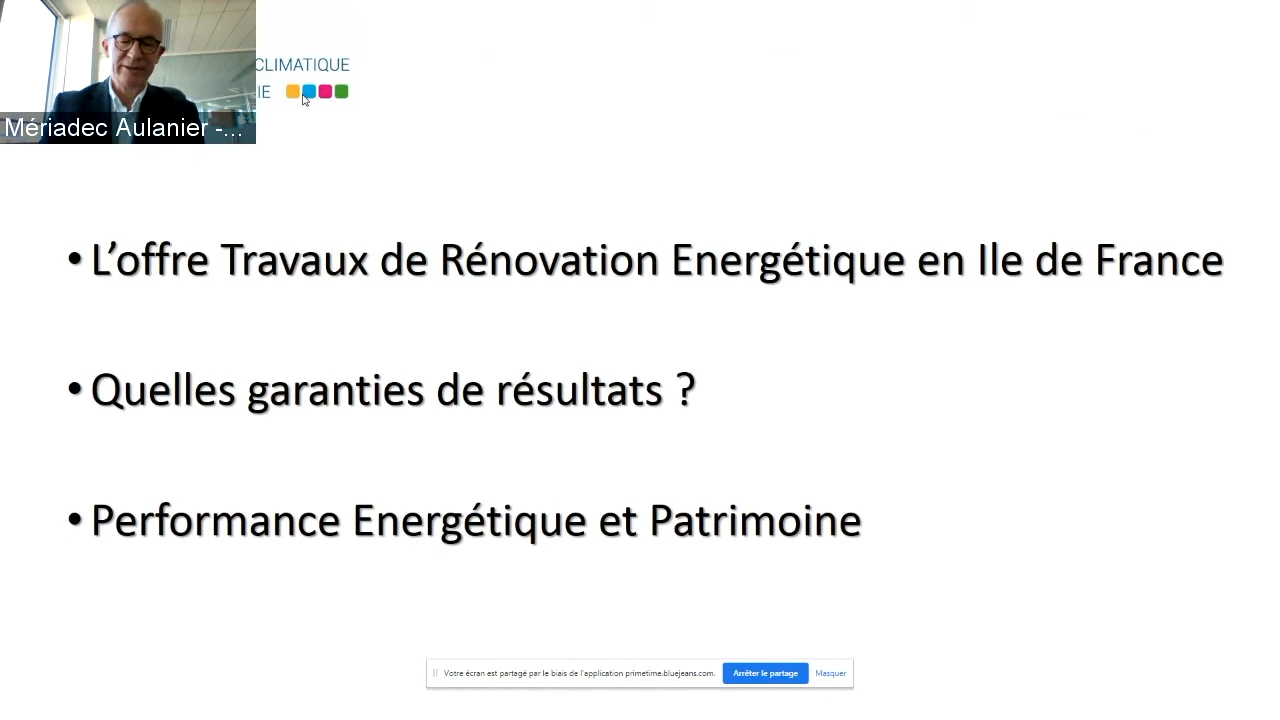 CLIMATIQUE
IE
Mériadec Aulanier -...
• L’offre Travaux de Rénovation Energétique en Ile de France
• Quelles garanties de résultats ?
• Performance Energétique et Patrimoine
Votre écran est partagé par le biais de l'application primetime.bluejeans.com. Arrêter le partage Masquer